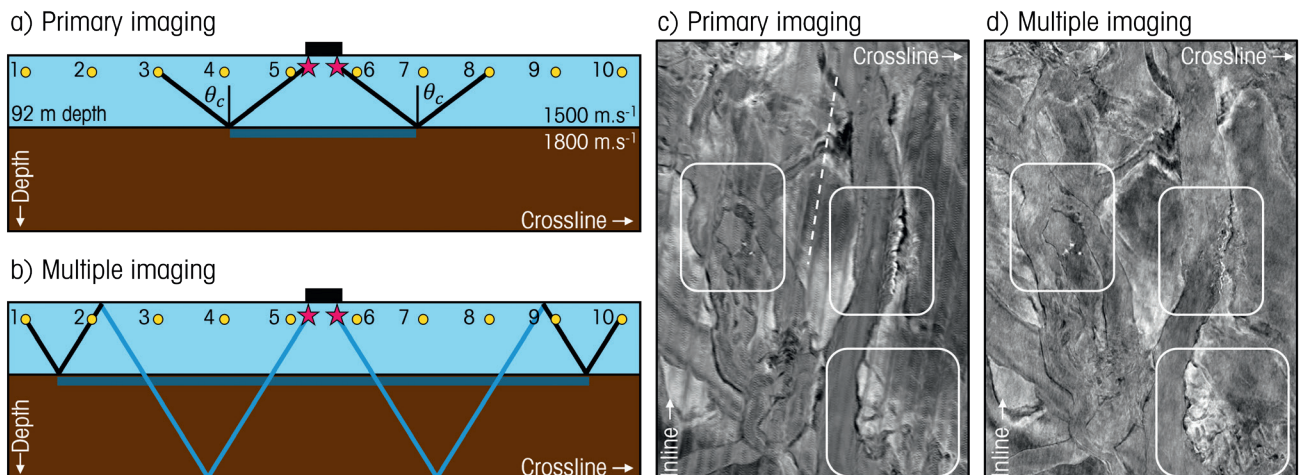 a) Primary imaging
1 2 3 4 5 6 7 8 9 10
θc θc
92 m depth 1500 m.s-1
1800 m.s-1
←Depth
Crossline →
b) Multiple imaging
1 2 3 4 5 6 7 8 9 10
←Depth
Crossline →
c) Primary imaging
Crossline →
Inline →
d) Multiple imaging
Crossline →
Inline →